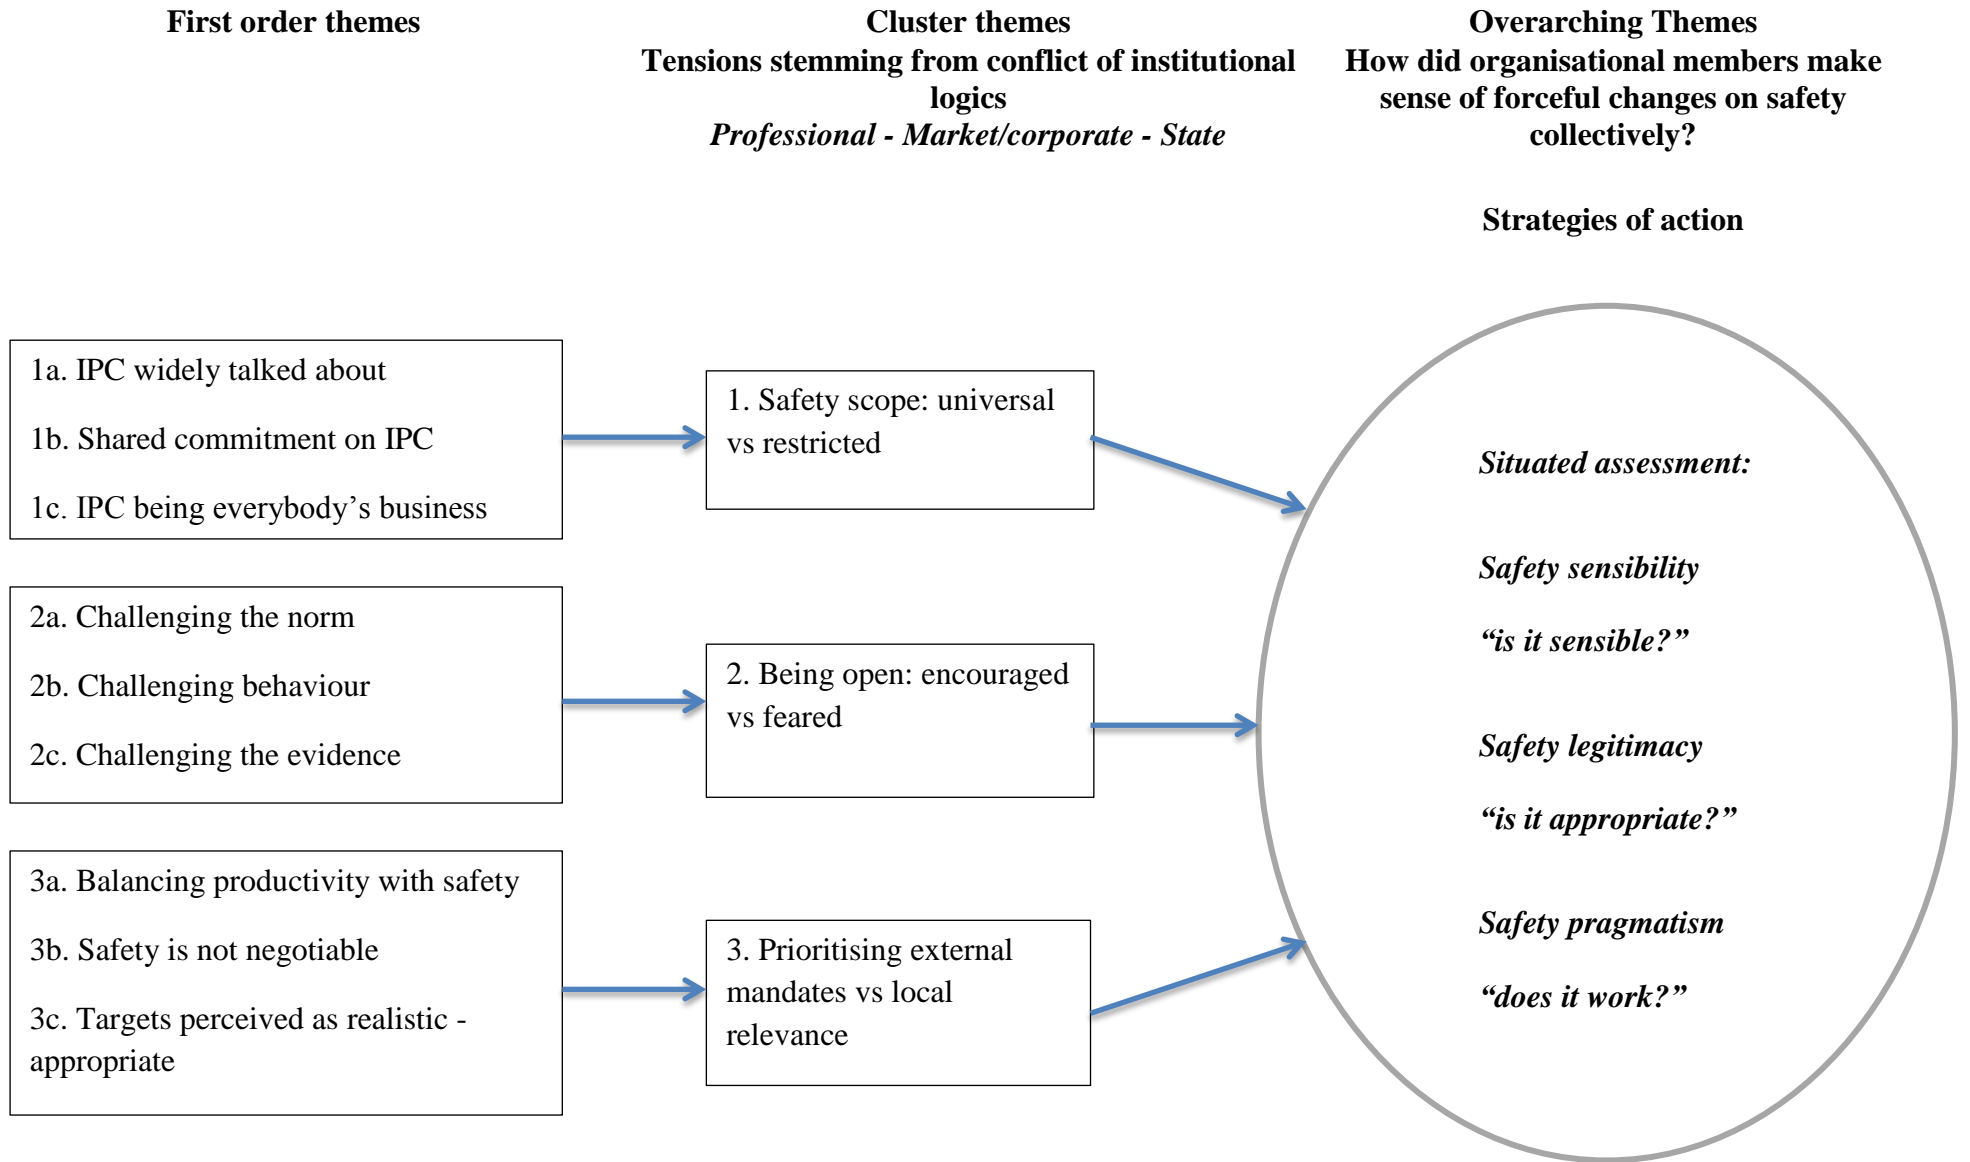 First order themes
Cluster themes
Tensions stemming from conflict of institutional
logics
Professional - Market/corporate - State
Overarching Themes
How did organisational members make
sense of forceful changes on safety
collectively?
Strategies of action
1a. IPC widely talked about
1b. Shared commitment on IPC
1c. IPC being everybody’s business
2a. Challenging the norm
2b. Challenging behaviour
2c. Challenging the evidence
3a. Balancing productivity with safety
3b. Safety is not negotiable
3c. Targets perceived as realistic -
appropriate
1. Safety scope: universal
vs restricted
2. Being open: encouraged
vs feared
3. Prioritising external
mandates vs local
relevance
Situated assessment:
Safety sensibility
“is it sensible?”
Safety legitimacy
“is it appropriate?”
Safety pragmatism
“does it work?”